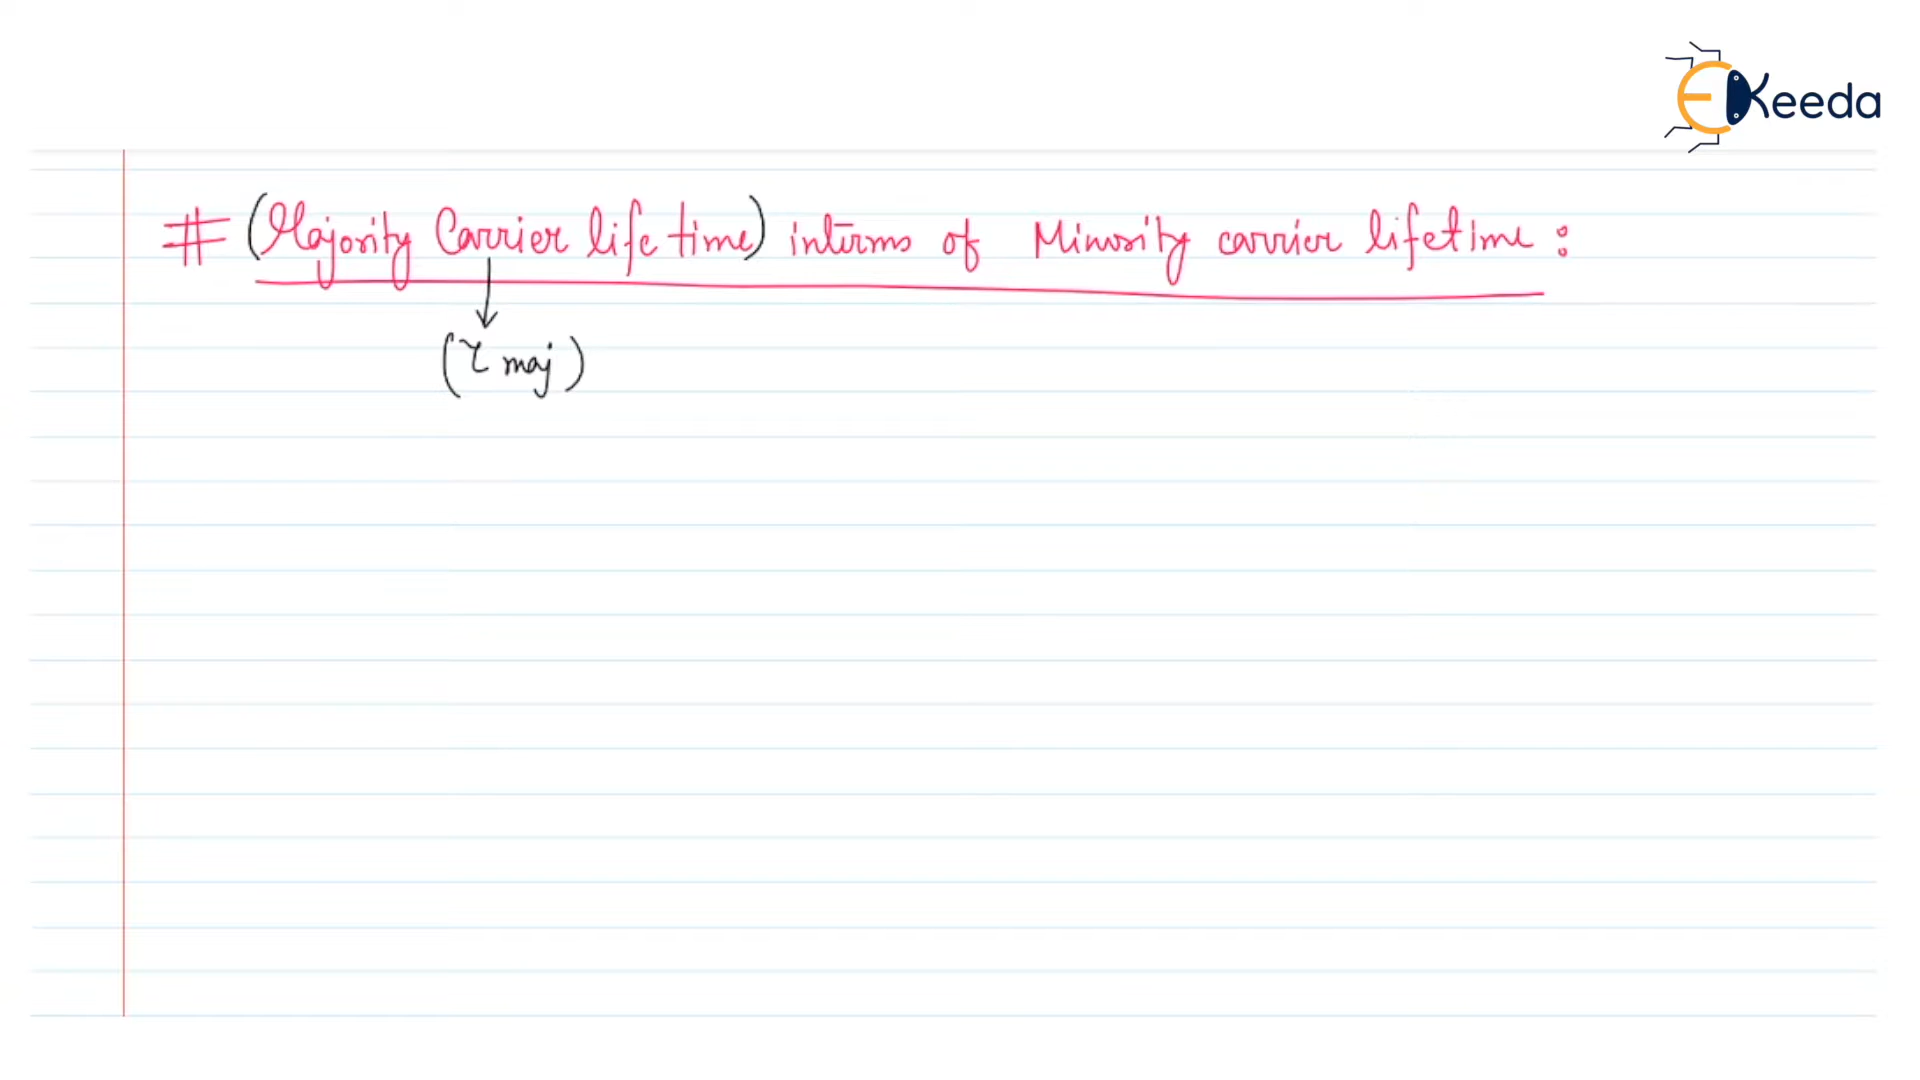 EKeeda
# (Majority Carrier life time) interms of Minority carrier lifetime :
(τ maj)